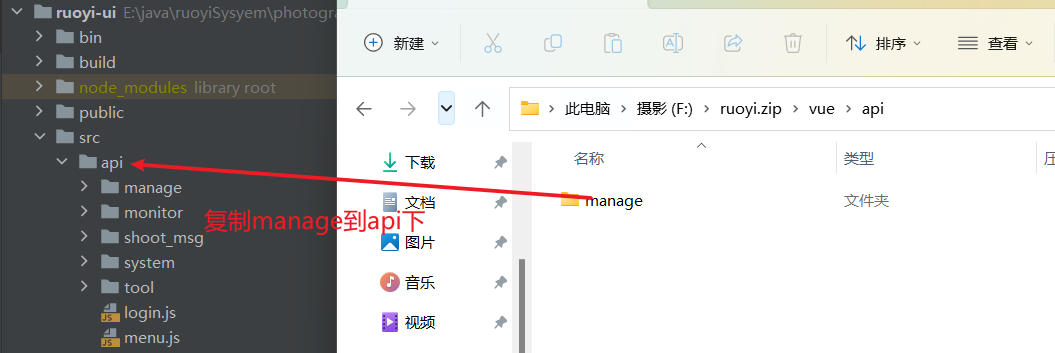 ruoyi-ui E:\java\ruoyiSysyem\photogra
bin
build
node_modules library root
public
src
api
manage
monitor
shoot_msg
system
tool
login.js
menu.js
复制manage到api下
新建
排序
查看
此电脑 摄影 (F:) ruoyi.zip vue api
名称 类型 压
下载
文档
图片
音乐
视频
manage 文件夹